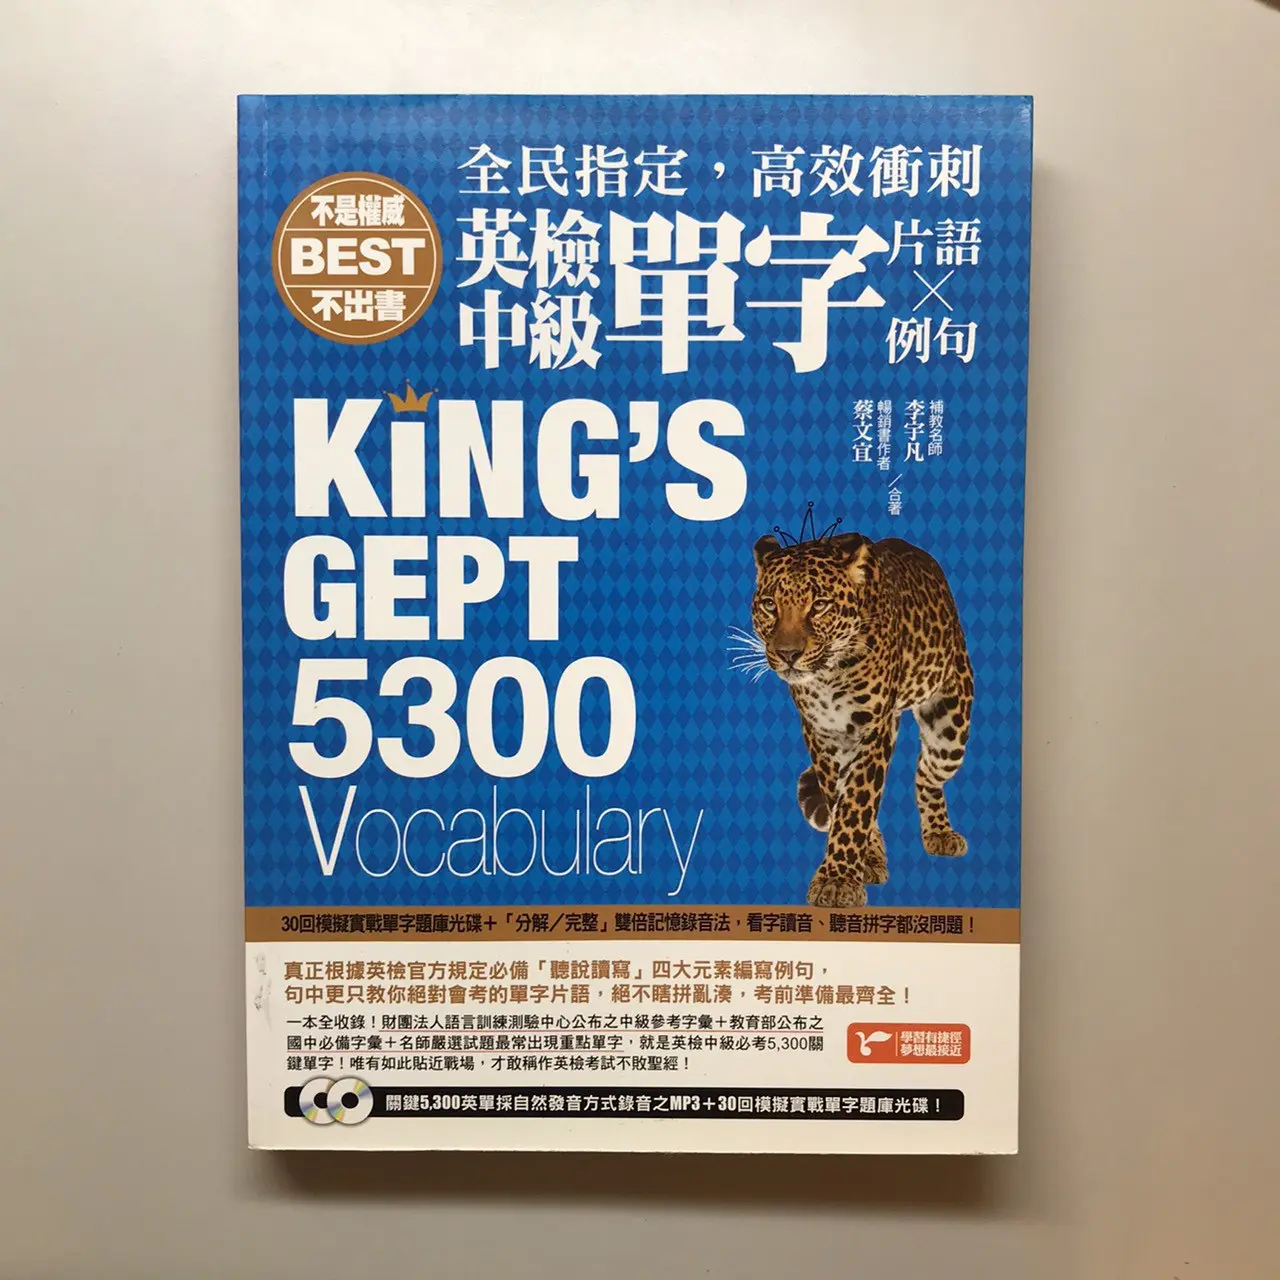 全民指定，高效衝刺
不是權威
BEST
不出書
英檢
中級
單字
片語
×
例句
KiNG'S
GEPT
5300
Vocabulary
補教名師
李宇凡
暢銷書作者
蔡文宜
／合著
30回模擬實戰單字題庫光碟＋「分解／完整」雙倍記憶錄音法，看字讀音、聽音拼字都沒問題！
真正根據英檢官方規定必備「聽說讀寫」四大元素編寫例句，
句中更只教你絕對會考的單字片語，絕不瞎拼亂湊，考前準備最齊全！
一本全收錄！財團法人語言訓練測驗中心公布之中級參考字彙＋教育部公布之
國中必備字彙＋名師嚴選試題最常出現重點單字，就是英檢中級必考5,300關
鍵單字！唯有如此貼近戰場，才敢稱作英檢考試不敗聖經！
學習有捷徑
夢想最接近
關鍵5,300英單採自然發音方式錄音之MP3＋30回模擬實戰單字題庫光碟！